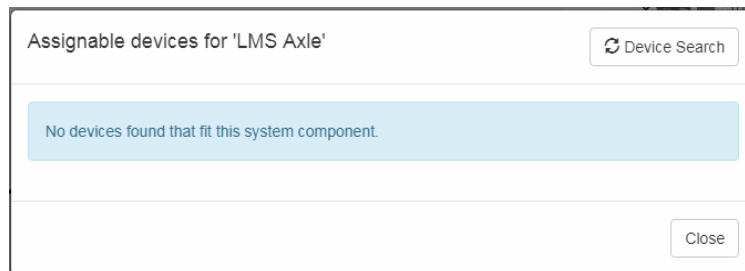 Assignable devices for 'LMS Axle'
Device Search
No devices found that fit this system component.
Close